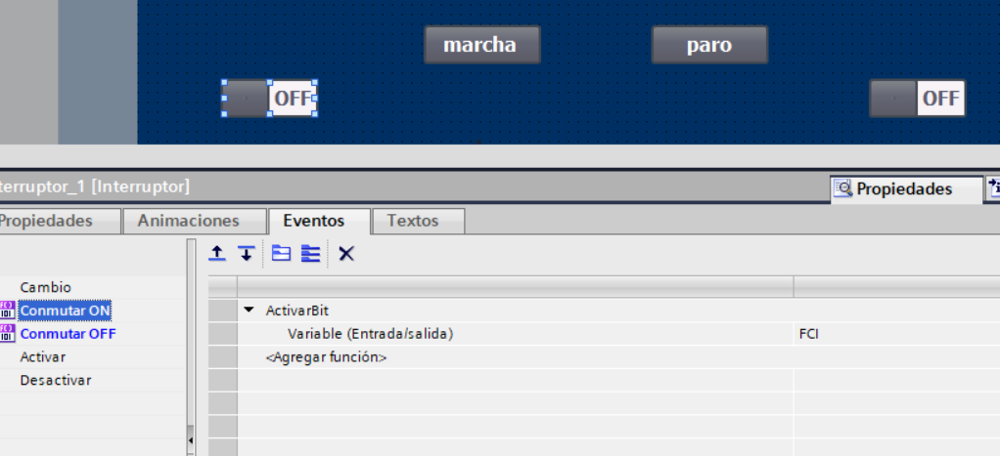 marcha paro
OFF OFF
terruptor_1 [Interruptor] Propiedades
Propiedades Animaciones Eventos Textos
Cambio
Conmutar ON ActivarBit
Conmutar OFF Variable (Entrada/salida) FCI
Activar <Agregar función>
Desactivar